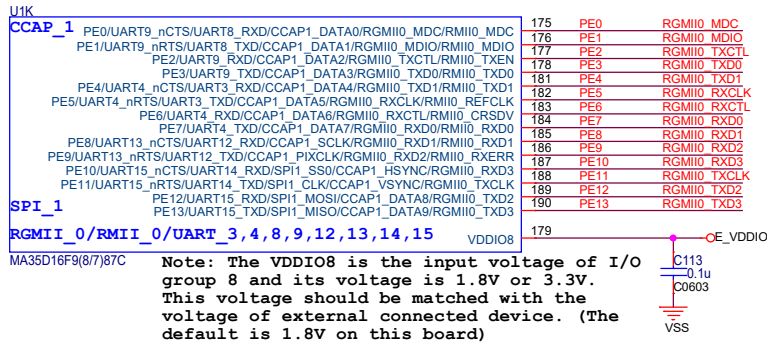 U1K
CCAP_1
PE0/UART9_nCTS/UART8_RXD/CCAP1_DATA0/RGMII0_MDC/RMII0_MDC 175 PE0 RGMII0_MDC
PE1/UART9_nRTS/UART8_TXD/CCAP1_DATA1/RGMII0_MDIO/RMII0_MDIO 176 PE1 RGMII0_MDIO
PE2/UART9_RXD/CCAP1_DATA2/RGMII0_TXCTL/RMII0_TXEN 177 PE2 RGMII0_TXCTL
PE3/UART9_TXD/CCAP1_DATA3/RGMII0_TXD0/RMII0_TXD0 178 PE3 RGMII0_TXD0
PE4/UART4_nCTS/UART3_RXD/CCAP1_DATA4/RGMII0_TXD1/RMII0_TXD1 181 PE4 RGMII0_TXD1
PE5/UART4_nRTS/UART3_TXD/CCAP1_DATA5/RGMII0_RXCLK/RMII0_REFCLK 182 PE5 RGMII0_RXCLK
PE6/UART4_RXD/CCAP1_DATA6/RGMII0_RXCTL/RMII0_CRSDV 183 PE6 RGMII0_RXCTL
PE7/UART4_TXD/CCAP1_DATA7/RGMII0_RXD0/RMII0_RXD0 184 PE7 RGMII0_RXD0
PE8/UART13_nCTS/UART12_RXD/CCAP1_SCLK/RGMII0_RXD1/RMII0_RXD1 185 PE8 RGMII0_RXD1
PE9/UART13_nRTS/UART12_TXD/CCAP1_PIXCLK/RGMII0_RXD2/RMII0_RXERR 186 PE9 RGMII0_RXD2
PE10/UART15_nCTS/UART14_RXD/SPI1_SS0/CCAP1_HSYNC/RGMII0_RXD3 187 PE10 RGMII0_RXD3
PE11/UART15_nRTS/UART14_TXD/SPI1_CLK/CCAP1_VSYNC/RGMII0_TXCLK 188 PE11 RGMII0_TXCLK
PE12/UART15_RXD/SPI1_MOSI/CCAP1_DATA8/RGMII0_TXD2 189 PE12 RGMII0_TXD2
SPI_1
PE13/UART15_TXD/SPI1_MISO/CCAP1_DATA9/RGMII0_TXD3 190 PE13 RGMII0_TXD3
RGMII_0/RMII_0/UART_3,4,8,9,12,13,14,15 VDDIO8 179 E_VDDIO
MA35D16F9(8/7)87C
Note: The VDDIO8 is the input voltage of I/O
group 8 and its voltage is 1.8V or 3.3V.
This voltage should be matched with the
voltage of external connected device. (The
default is 1.8V on this board)
C113
0.1u
C0603
VSS